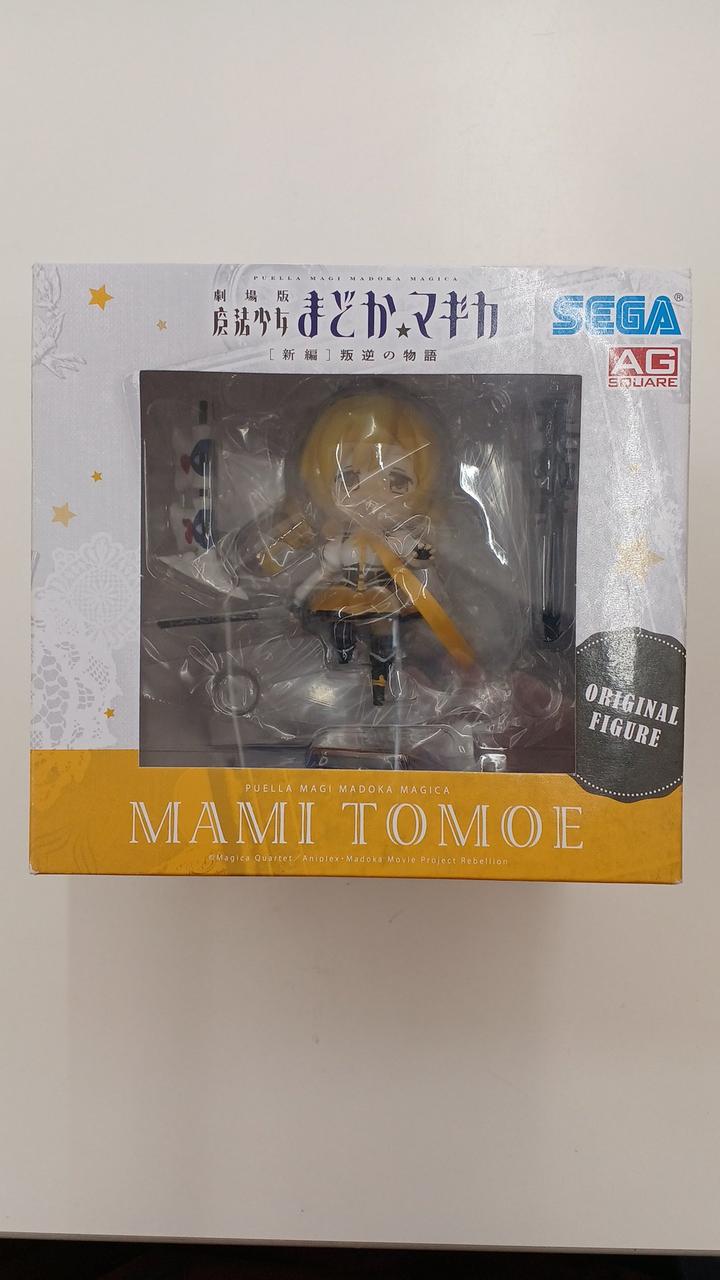 PUELLA MAGI MADOKA MAGICA
劇場版
魔法少女まどか★マギカ
[新編]叛逆の物語
SEGA®
AG
SQUARE
ORIGINAL
FIGURE
PUELLA MAGI MADOKA MAGICA
MAMI TOMOE
©Magica Quartet／Aniplex・Madoka Movie Project Rebellion